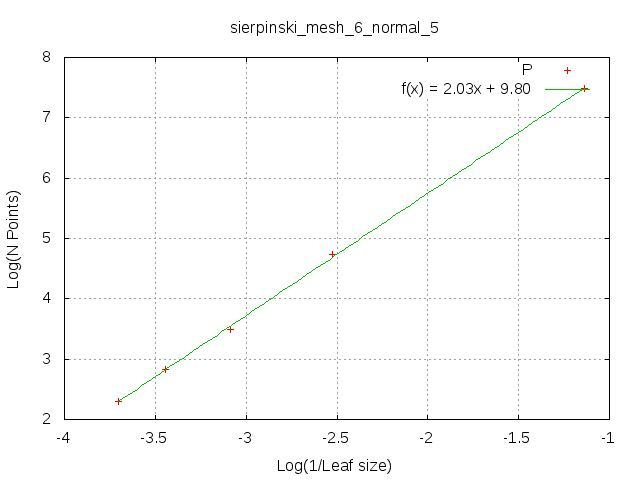 sierpinski_mesh_6_normal_5
P
f(x) = 2.03x + 9.80
8
7
6
5
4
3
2
Log(N Points)
-4 -3.5 -3 -2.5 -2 -1.5 -1
Log(1/Leaf size)